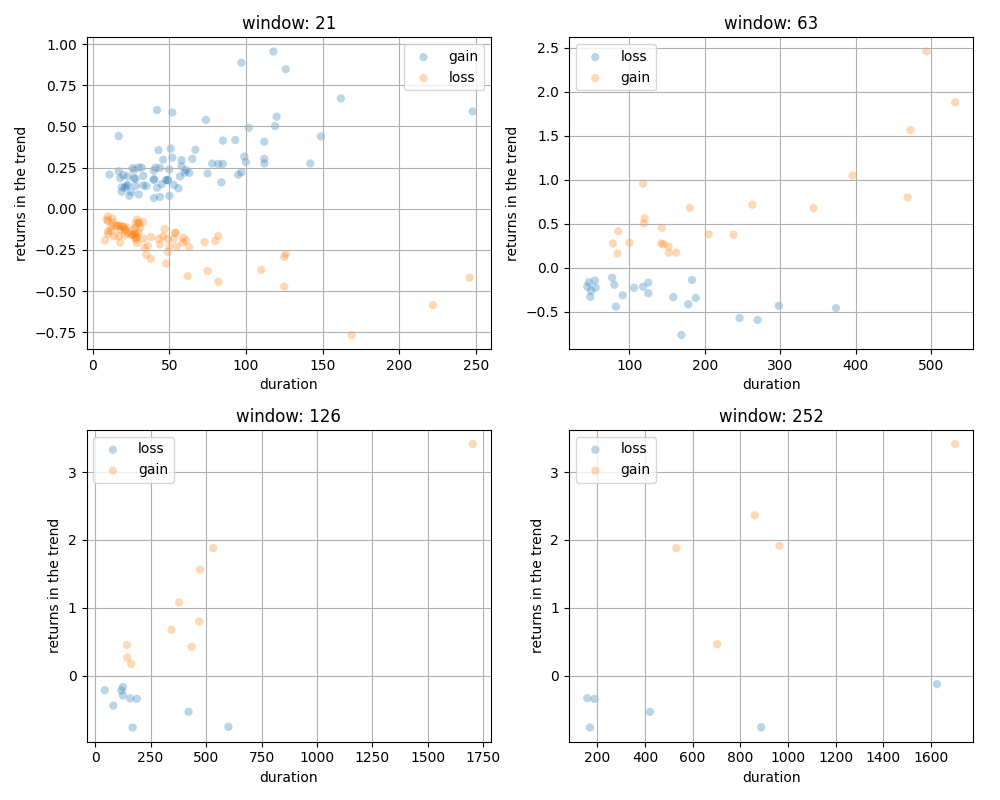 window: 21
1.00
0.75
0.50
0.25
0.00
−0.25
−0.50
−0.75
returns in the trend
gain
loss
0
50
100
150
200
250
duration
window: 63
2.5
2.0
1.5
1.0
0.5
0.0
−0.5
returns in the trend
loss
gain
100
200
300
400
500
duration
window: 126
3
2
1
0
returns in the trend
loss
gain
0
250
500
750
1000
1250
1500
1750
duration
window: 252
3
2
1
0
returns in the trend
loss
gain
200
400
600
800
1000
1200
1400
1600
duration